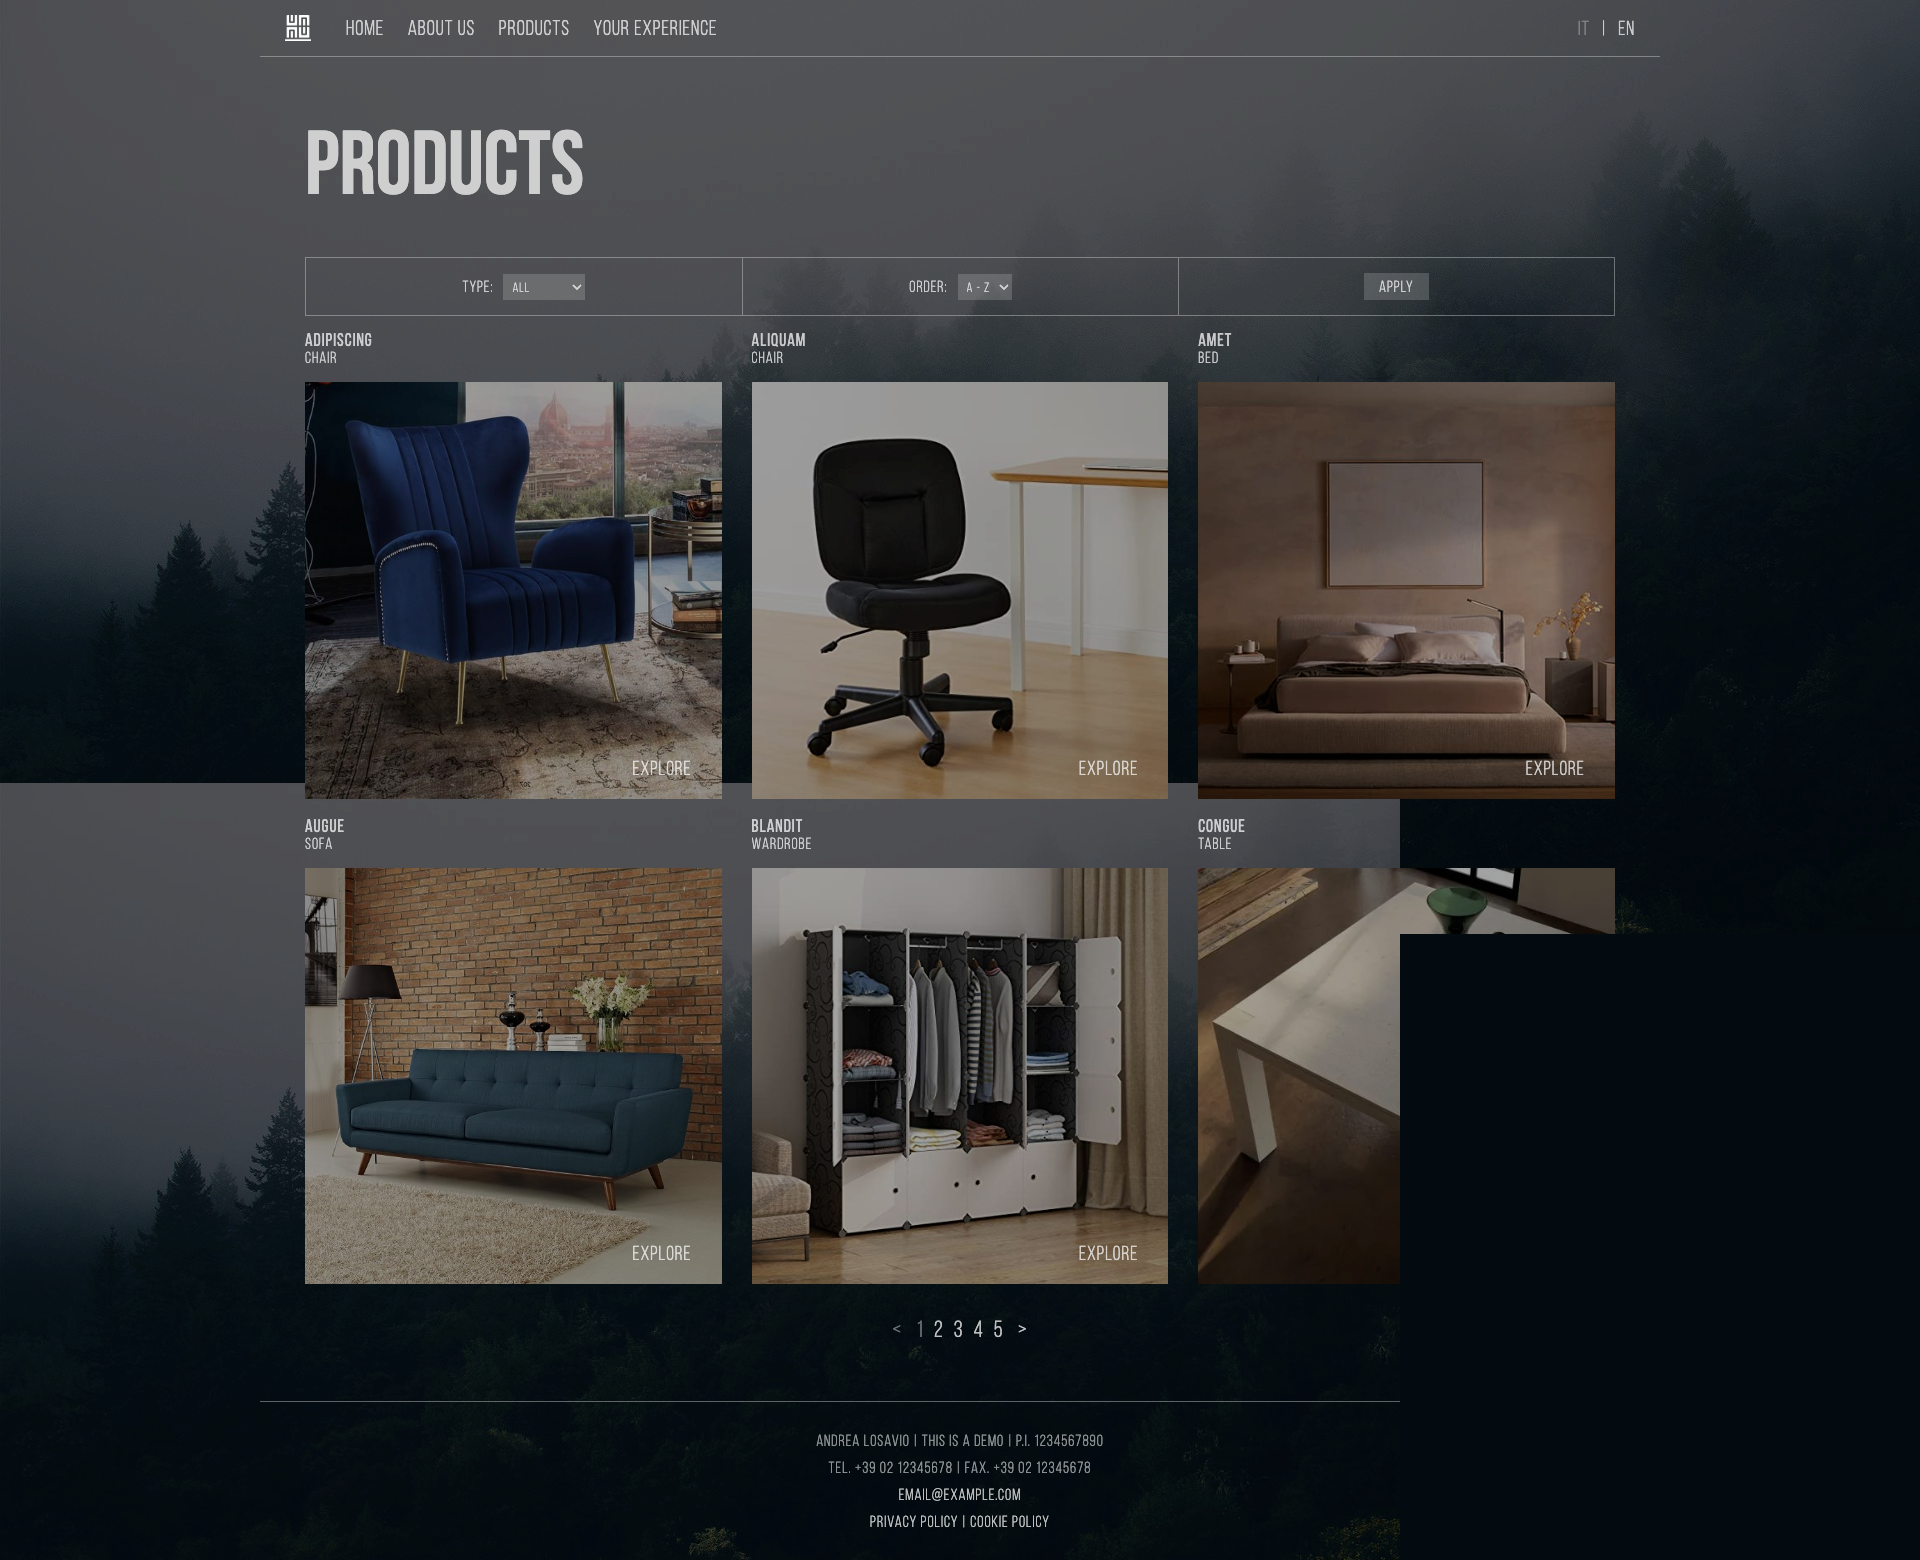 HOME ABOUT US PRODUCTS YOUR EXPERIENCE IT | EN
PRODUCTS
TYPE: ALL ORDER: A - Z APPLY
ADIPISCING
CHAIR
EXPLORE
ALIQUAM
CHAIR
EXPLORE
AMET
BED
EXPLORE
AUGUE
SOFA
EXPLORE
BLANDIT
WARDROBE
EXPLORE
CONGUE
TABLE
< 1 2 3 4 5 >
ANDREA LOSAVIO | THIS IS A DEMO | P.I. 1234567890
TEL. +39 02 12345678 | FAX. +39 02 12345678
EMAIL@EXAMPLE.COM
PRIVACY POLICY | COOKIE POLICY